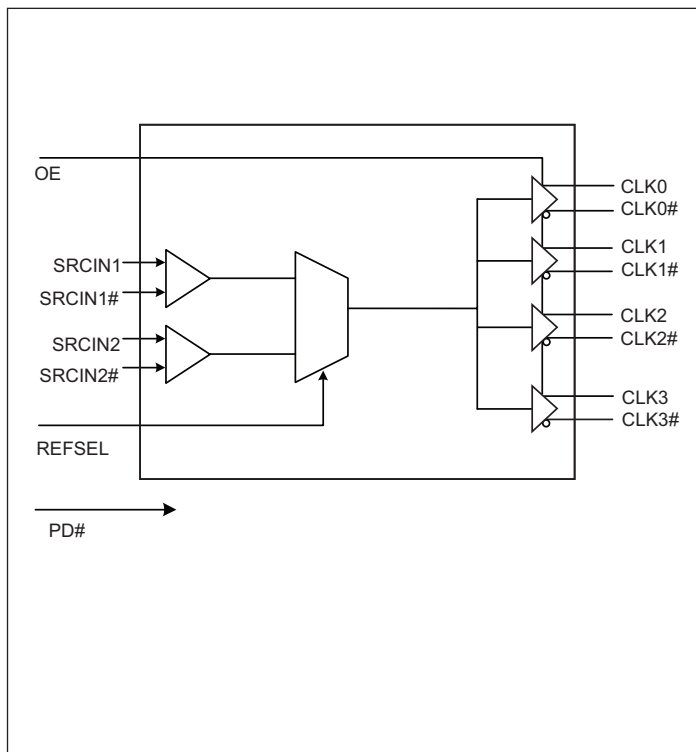 OE
SRCIN1
SRCIN1#
SRCIN2
SRCIN2#
REFSEL
PD#
CLK0
CLK0#
CLK1
CLK1#
CLK2
CLK2#
CLK3
CLK3#